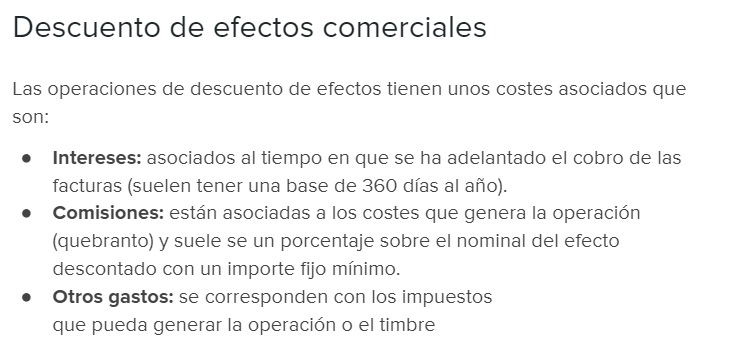 Descuento de efectos comerciales
Las operaciones de descuento de efectos tienen unos costes asociados que
son:
● Intereses: asociados al tiempo en que se ha adelantado el cobro de las
facturas (suelen tener una base de 360 días al año).
● Comisiones: están asociadas a los costes que genera la operación
(quebranto) y suele se un porcentaje sobre el nominal del efecto
descontado con un importe fijo mínimo.
● Otros gastos: se corresponden con los impuestos
que pueda generar la operación o el timbre